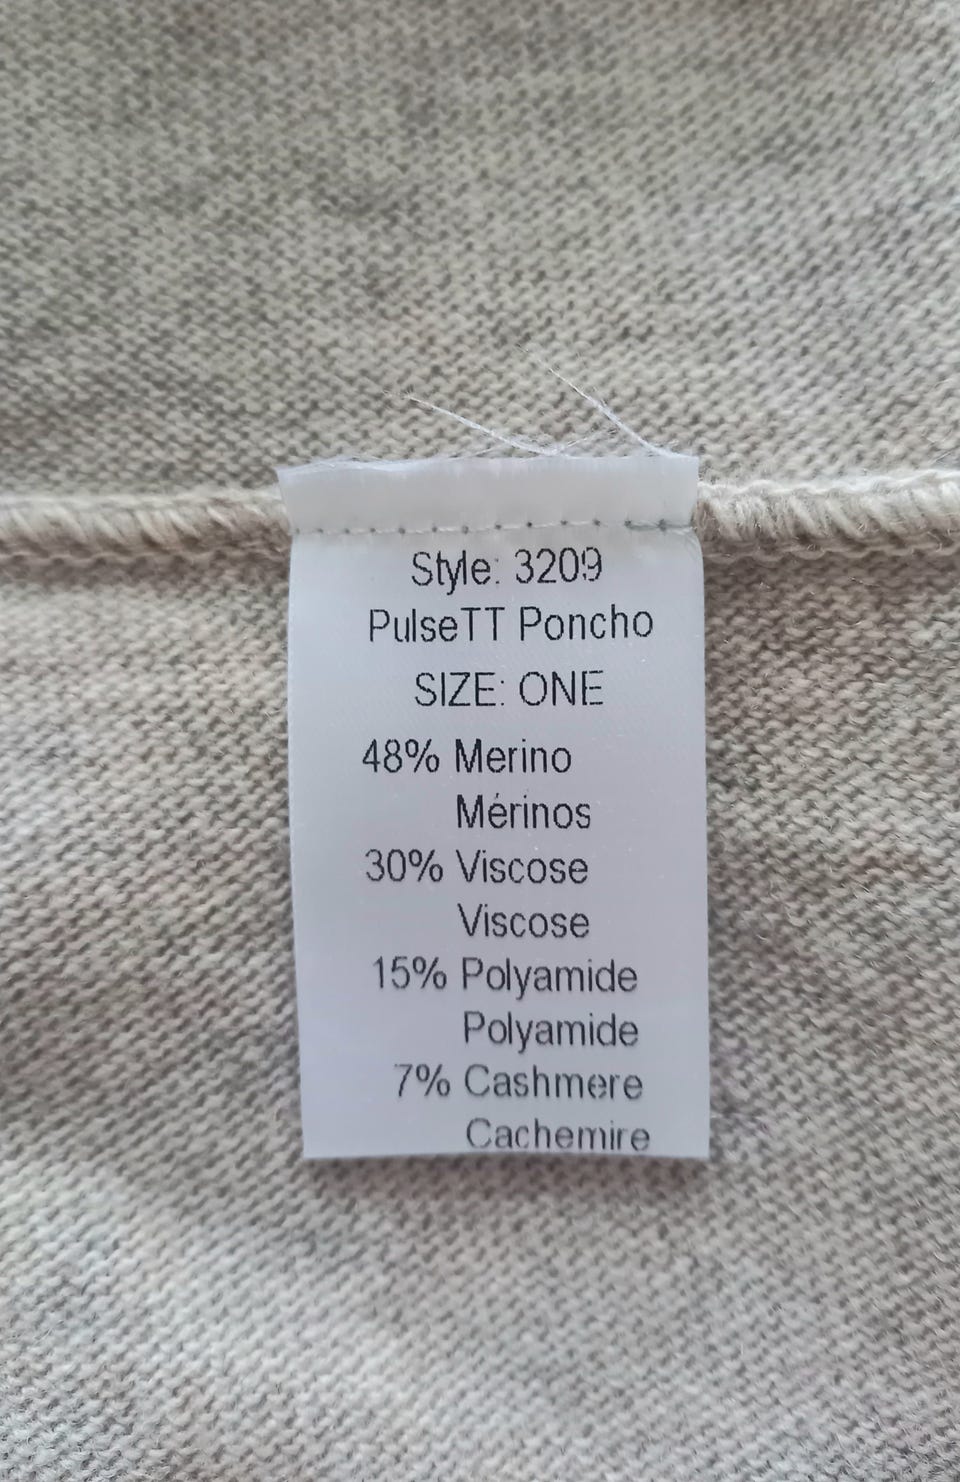 Style: 3209
PulseTT Poncho
SIZE: ONE
48% Merino
Mérinos
30% Viscose
Viscose
15% Polyamide
Polyamide
7% Cashmere
Cachemire